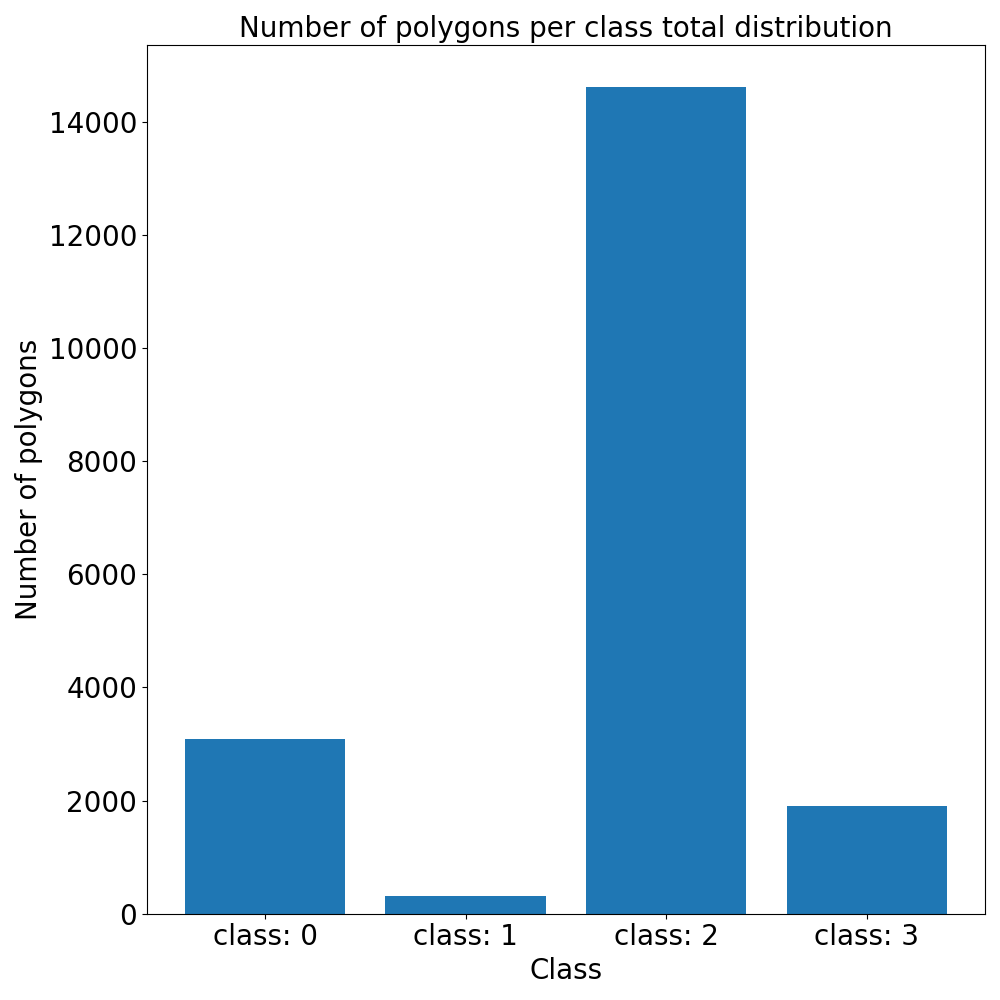 Number of polygons per class total distribution
14000
12000
10000
8000
6000
4000
2000
0
Number of polygons
class: 0 class: 1 class: 2 class: 3
Class